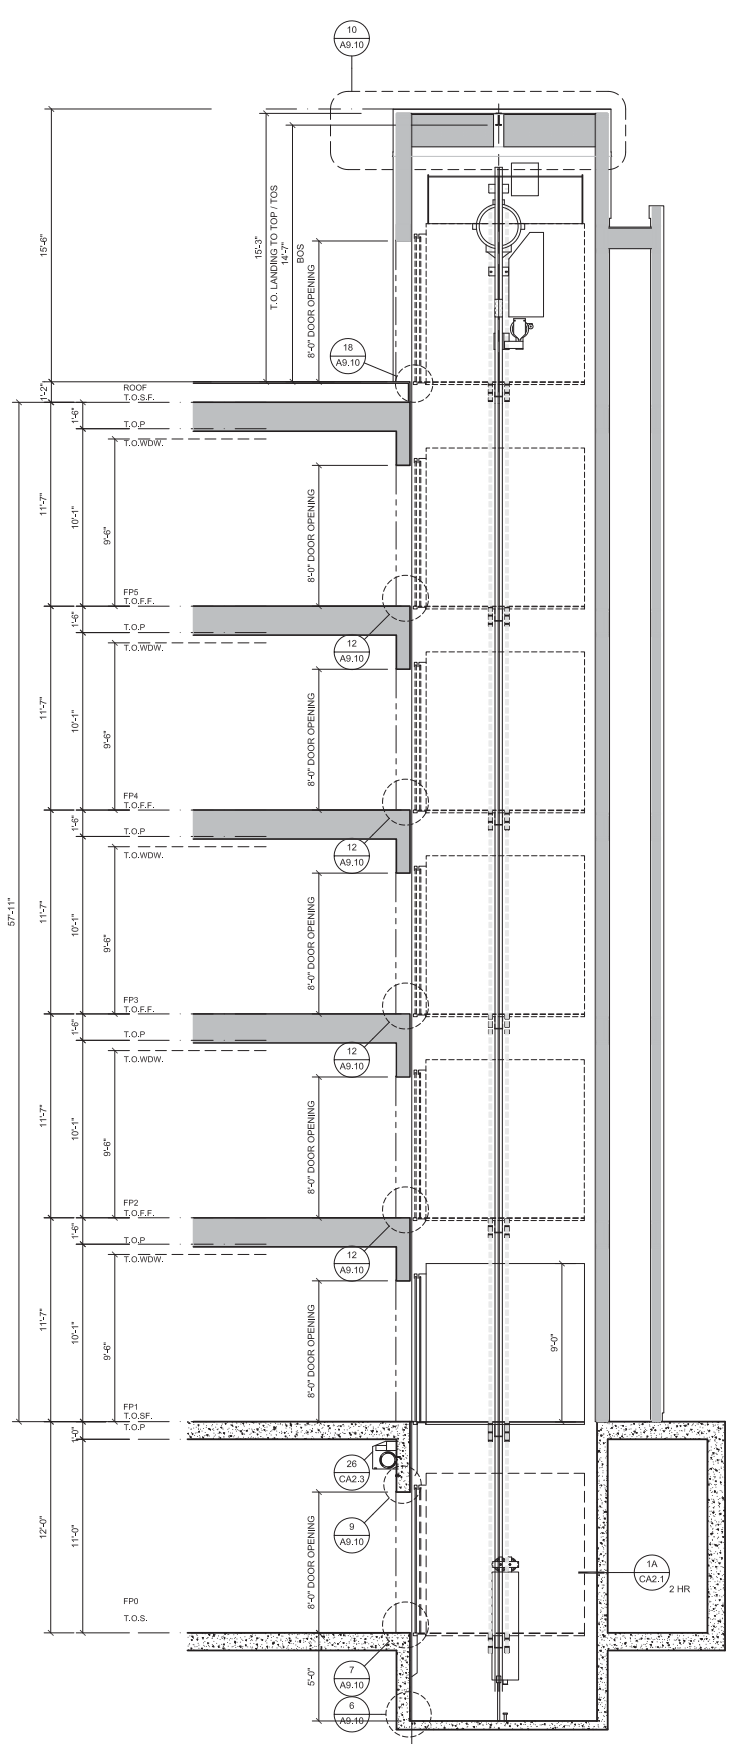 10
A9.10
15'-6"
15'-3"
T.O. LANDING TO TOP / TOS
14'-7"
BOS
8'-0" DOOR OPENING
18
A9.10
1'-2"
ROOF
T.O.S.F.
1'-6"
T.O.P
T.O.WDW.
11'-7"
10'-1"
9'-6"
8'-0" DOOR OPENING
FP5
T.O.F.F.
1'-6"
T.O.P
T.O.WDW.
12
A9.10
11'-7"
10'-1"
9'-6"
8'-0" DOOR OPENING
FP4
T.O.F.F.
1'-6"
T.O.P
T.O.WDW.
12
A9.10
57'-11"
11'-7"
10'-1"
9'-6"
8'-0" DOOR OPENING
FP3
T.O.F.F.
1'-6"
T.O.P
T.O.WDW.
12
A9.10
11'-7"
10'-1"
9'-6"
8'-0" DOOR OPENING
FP2
T.O.F.F.
1'-6"
T.O.P
T.O.WDW.
12
A9.10
11'-7"
10'-1"
9'-6"
8'-0" DOOR OPENING
9'-0"
FP1
T.O.SF.
T.O.P
1'-0"
26
CA2.3
9
A9.10
12'-0"
11'-0"
8'-0" DOOR OPENING
1A
CA2.1
2 HR
FP0
T.O.S.
7
A9.10
5'-0"
6
A9.10